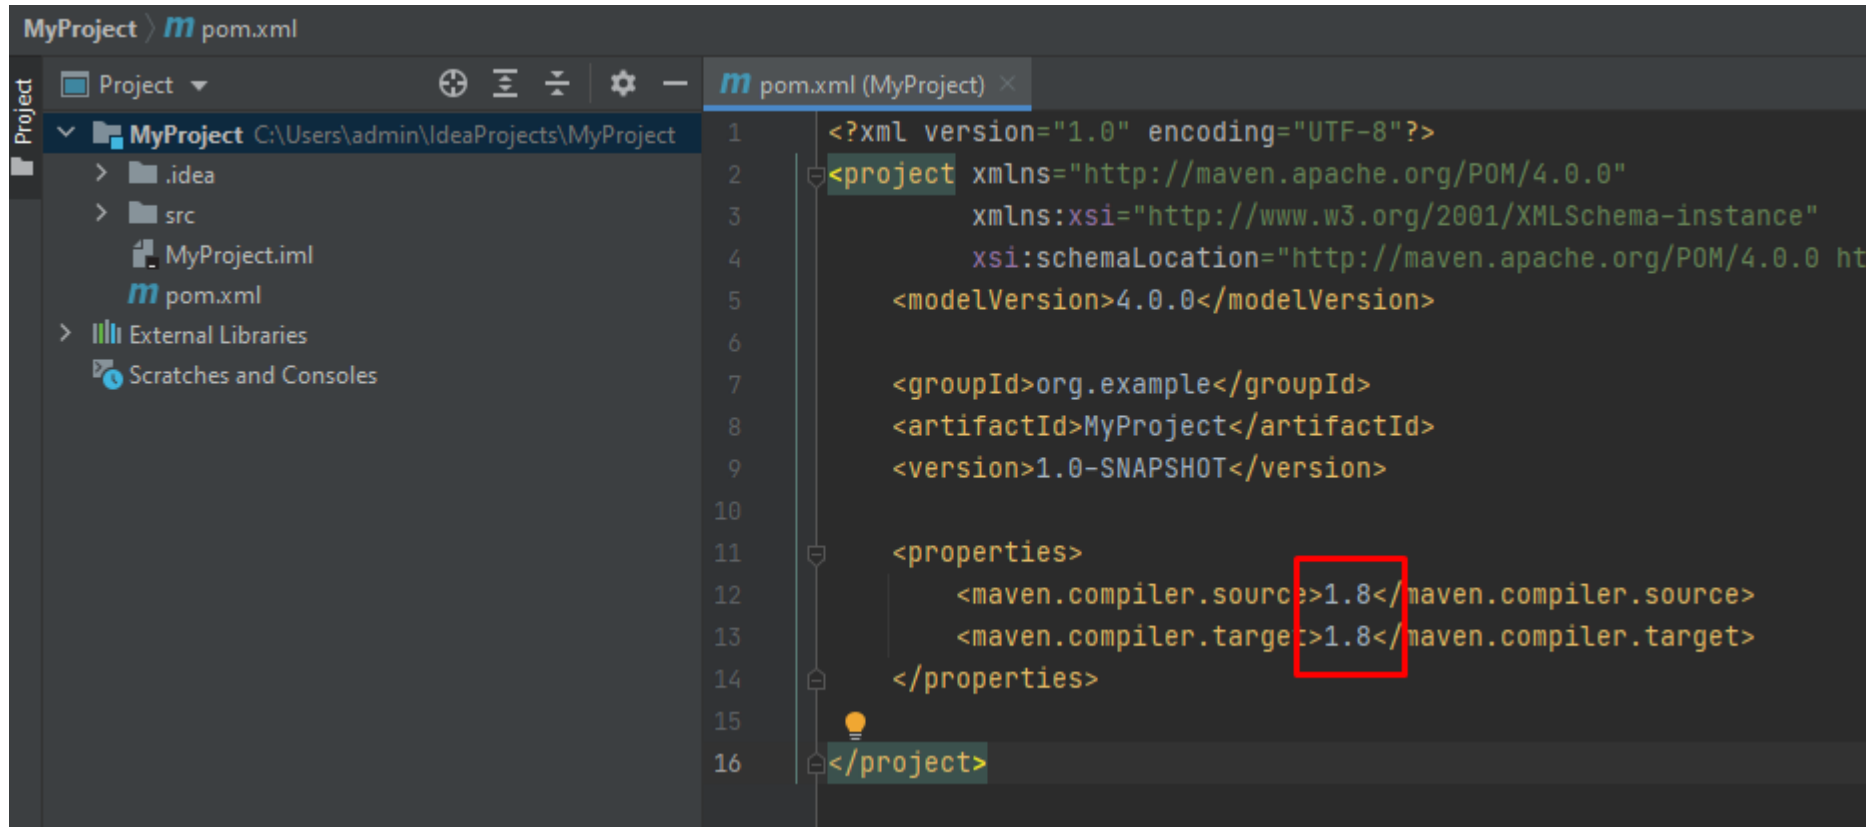 MyProject pom.xml
Project
Project
pom.xml (MyProject)
MyProject C:\Users\admin\IdeaProjects\MyProject
.idea
src
MyProject.iml
pom.xml
External Libraries
Scratches and Consoles
1 <?xml version="1.0" encoding="UTF-8"?>
2 <project xmlns="http://maven.apache.org/POM/4.0.0"
3 xmlns:xsi="http://www.w3.org/2001/XMLSchema-instance"
4 xsi:schemaLocation="http://maven.apache.org/POM/4.0.0 ht
5 <modelVersion>4.0.0</modelVersion>
6
7 <groupId>org.example</groupId>
8 <artifactId>MyProject</artifactId>
9 <version>1.0-SNAPSHOT</version>
10
11 <properties>
12 <maven.compiler.source>1.8</maven.compiler.source>
13 <maven.compiler.target>1.8</maven.compiler.target>
14 </properties>
15
16 </project>